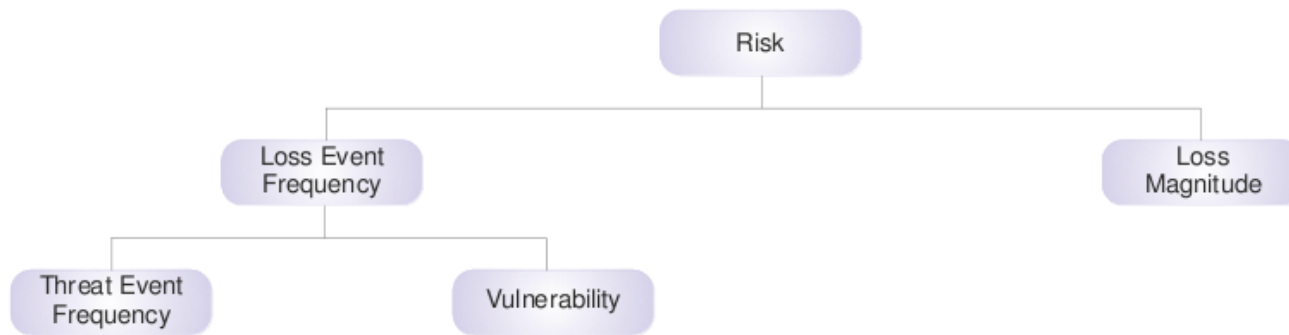 Risk
Loss Event
Frequency
Loss
Magnitude
Threat Event
Frequency
Vulnerability